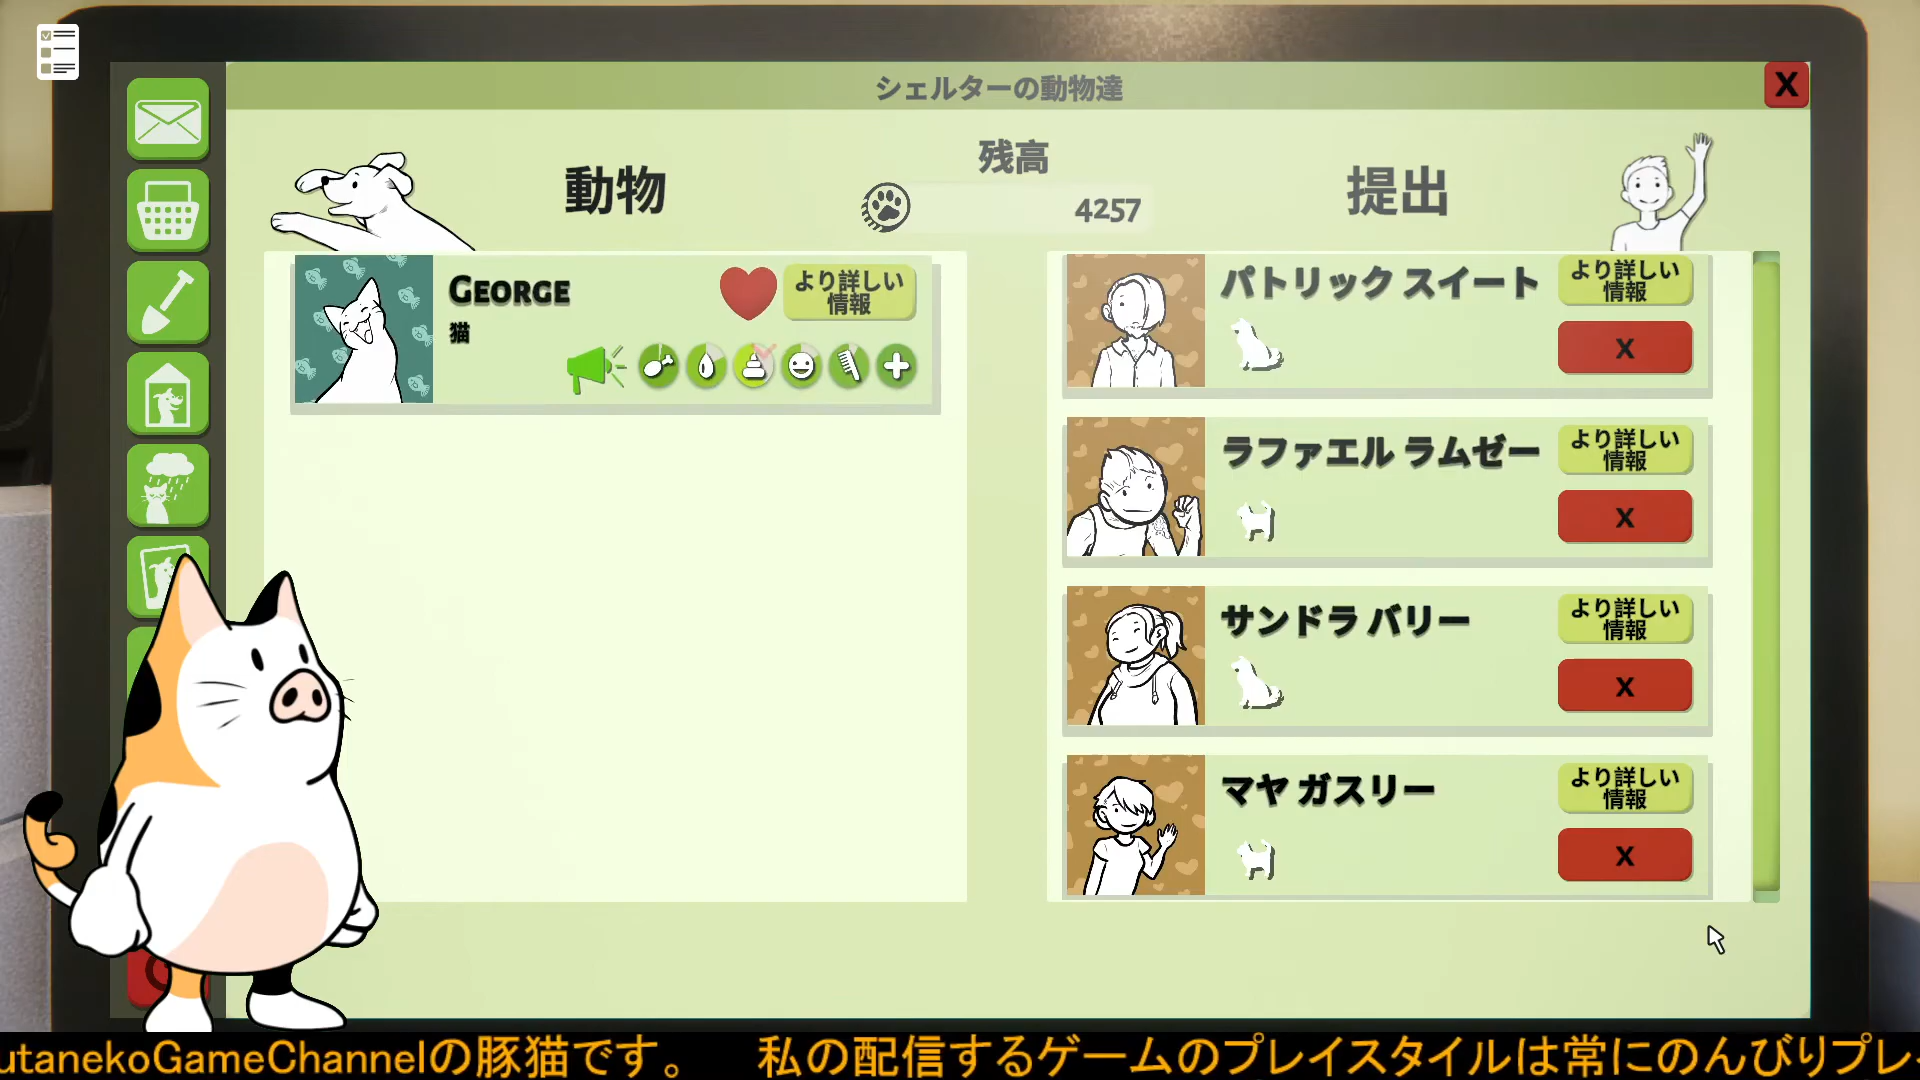 シェルターの動物達
X
動物
残高
4257
提出
GEORGE
猫
より詳しい
情報
パトリック スイート
より詳しい
情報
X
ラファエル ラムゼー
より詳しい
情報
X
サンドラ バリー
より詳しい
情報
X
マヤ ガスリー
より詳しい
情報
X
utanekoGameChannelの豚猫です。 私の配信するゲームのプレイスタイルは常にのんびりプレ